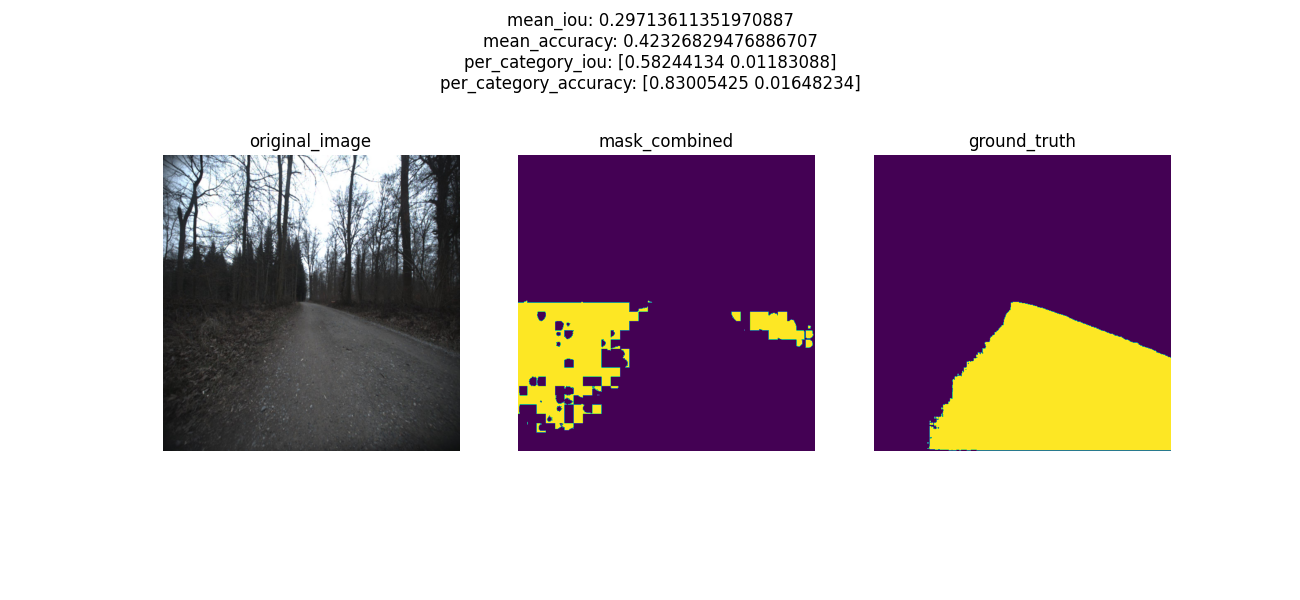 mean_iou: 0.29713611351970887
mean_accuracy: 0.42326829476886707
per_category_iou: [0.58244134 0.01183088]
per_category_accuracy: [0.83005425 0.01648234]
original_image
mask_combined
ground_truth